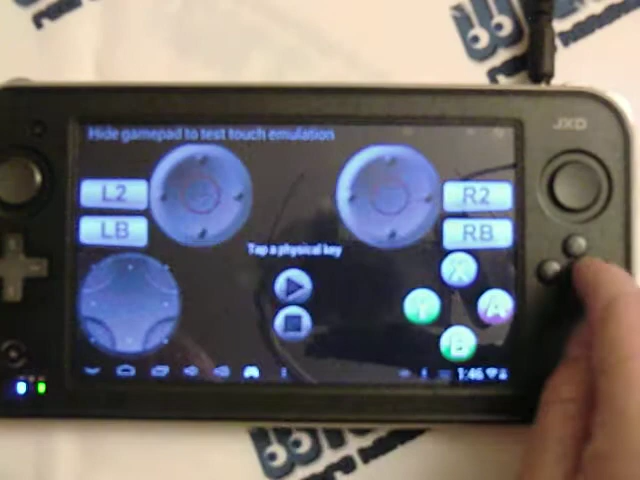 JXD
Hide gamepad to test touch emulation
L2
R2
LB
RB
Tap a physical key
X
Y
A
B
1:46